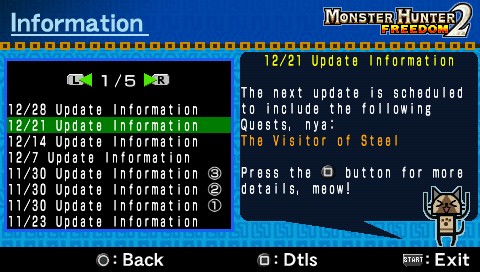 Information
MONSTER HUNTER
FREEDOM 2
L 1/5 R
12/28 Update Information
12/21 Update Information
12/14 Update Information
12/7 Update Information
11/30 Update Information ③
11/30 Update Information ②
11/30 Update Information ①
11/23 Update Information
12/21 Update Information
The next update is scheduled
to include the following
Quests, nya:
The Visitor of Steel
Press the □ button for more
details, meow!
○: Back
□: Dtls
START: Exit